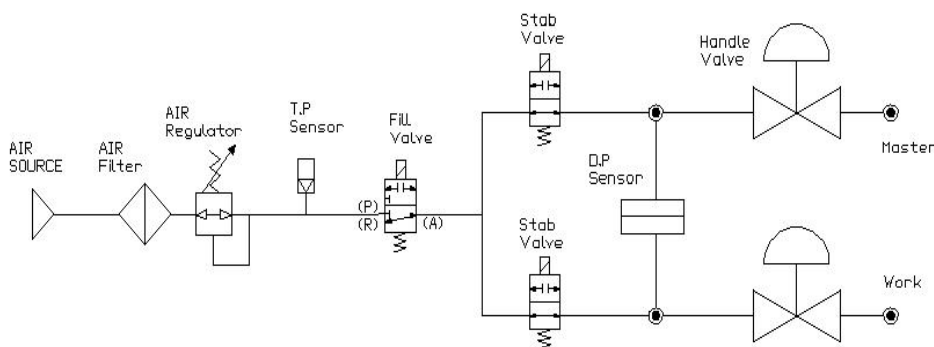 Stab
Valve
Handle
Valve
T.P
Sensor
Fill
Valve
AIR
Regulator
AIR
SOURCE
AIR
Filter
D.P
Sensor
Master
(P)
(R)
(A)
Stab
Valve
Work